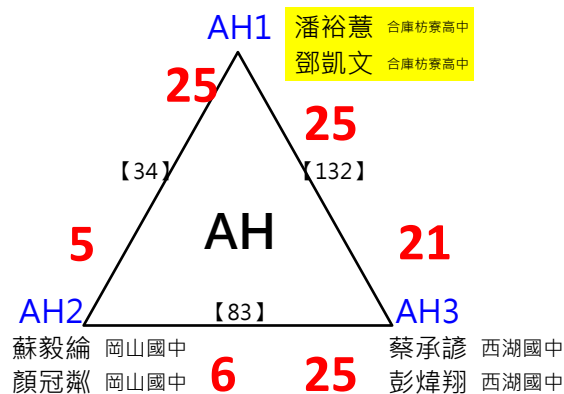 AH1 潘裕薏 合庫枋寮高中
鄧凱文 合庫枋寮高中
25
25
【34】
【132】
AH
5
21
AH2
【83】
AH3
蘇毅綸 岡山國中
蔡承諺 西湖國中
顏冠粼 岡山國中
6
25
彭煒翔 西湖國中